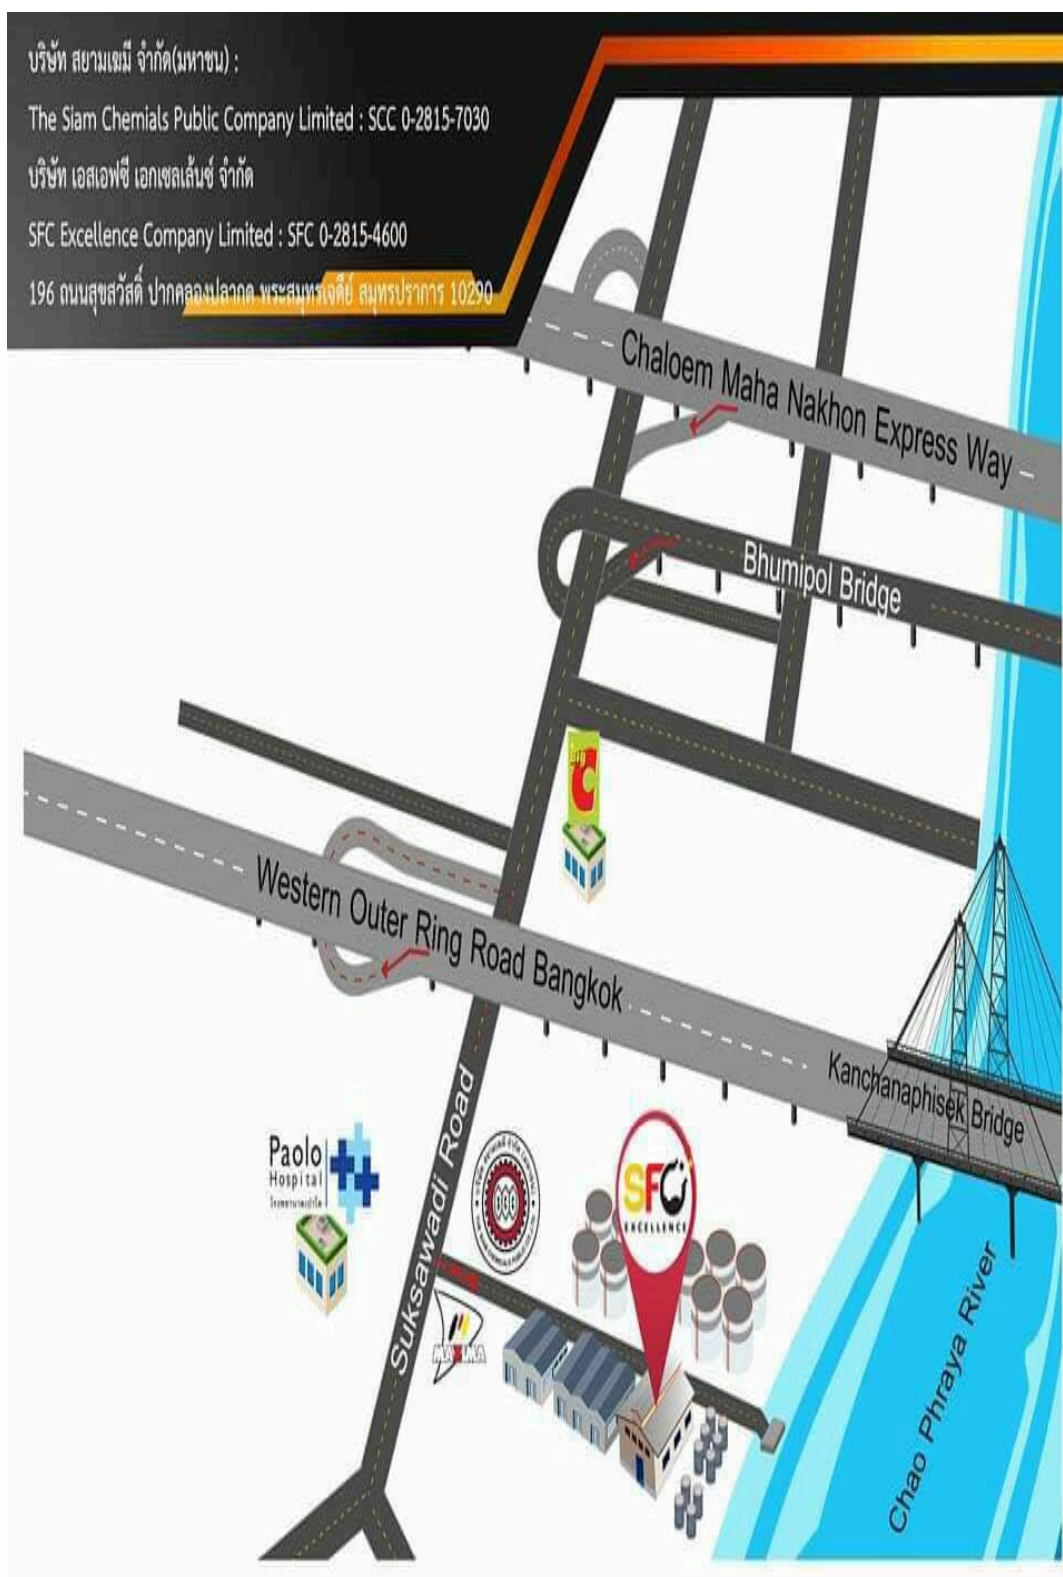 บริษัท สยามเฆมี จำกัด(มหาชน) :
The Siam Chemials Public Company Limited : SCC 0-2815-7030
บริษัท เอสเอฟซี เอกเซลเล้นซ์ จำกัด
SFC Excellence Company Limited : SFC 0-2815-4600
196 ถนนสุขสวัสดิ์ ปากคลองปลากด พระสมุทรเจดีย์ สมุทรปราการ 10290
Chaloem Maha Nakhon Express Way
Bhumipol Bridge
Big C
Western Outer Ring Road Bangkok
Kanchanaphisek Bridge
Suksawadi Road
Paolo
Hospital
SFC
EXCELLENCE
MAXIMA
Chao Phraya River